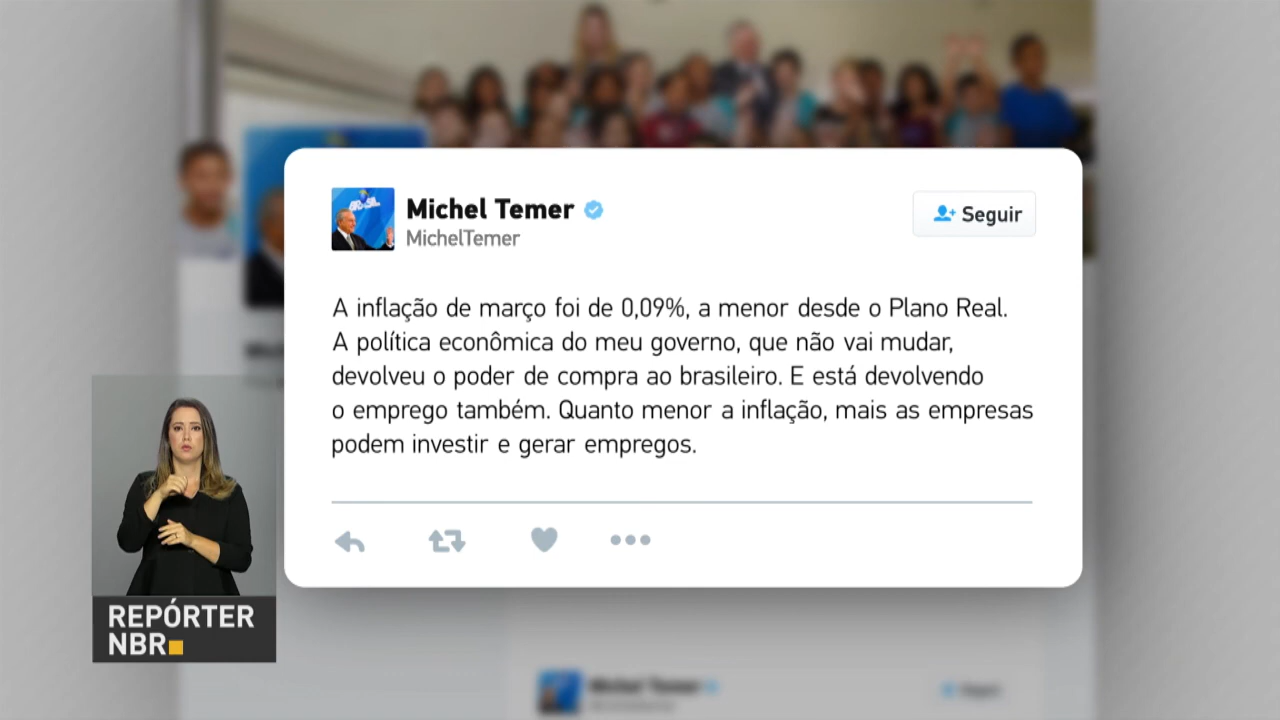 Michel Temer
MichelTemer
Seguir
A inflação de março foi de 0,09%, a menor desde o Plano Real.
A política econômica do meu governo, que não vai mudar,
devolveu o poder de compra ao brasileiro. E está devolvendo
o emprego também. Quanto menor a inflação, mais as empresas
podem investir e gerar empregos.
REPÓRTER
NBR
Michel Temer